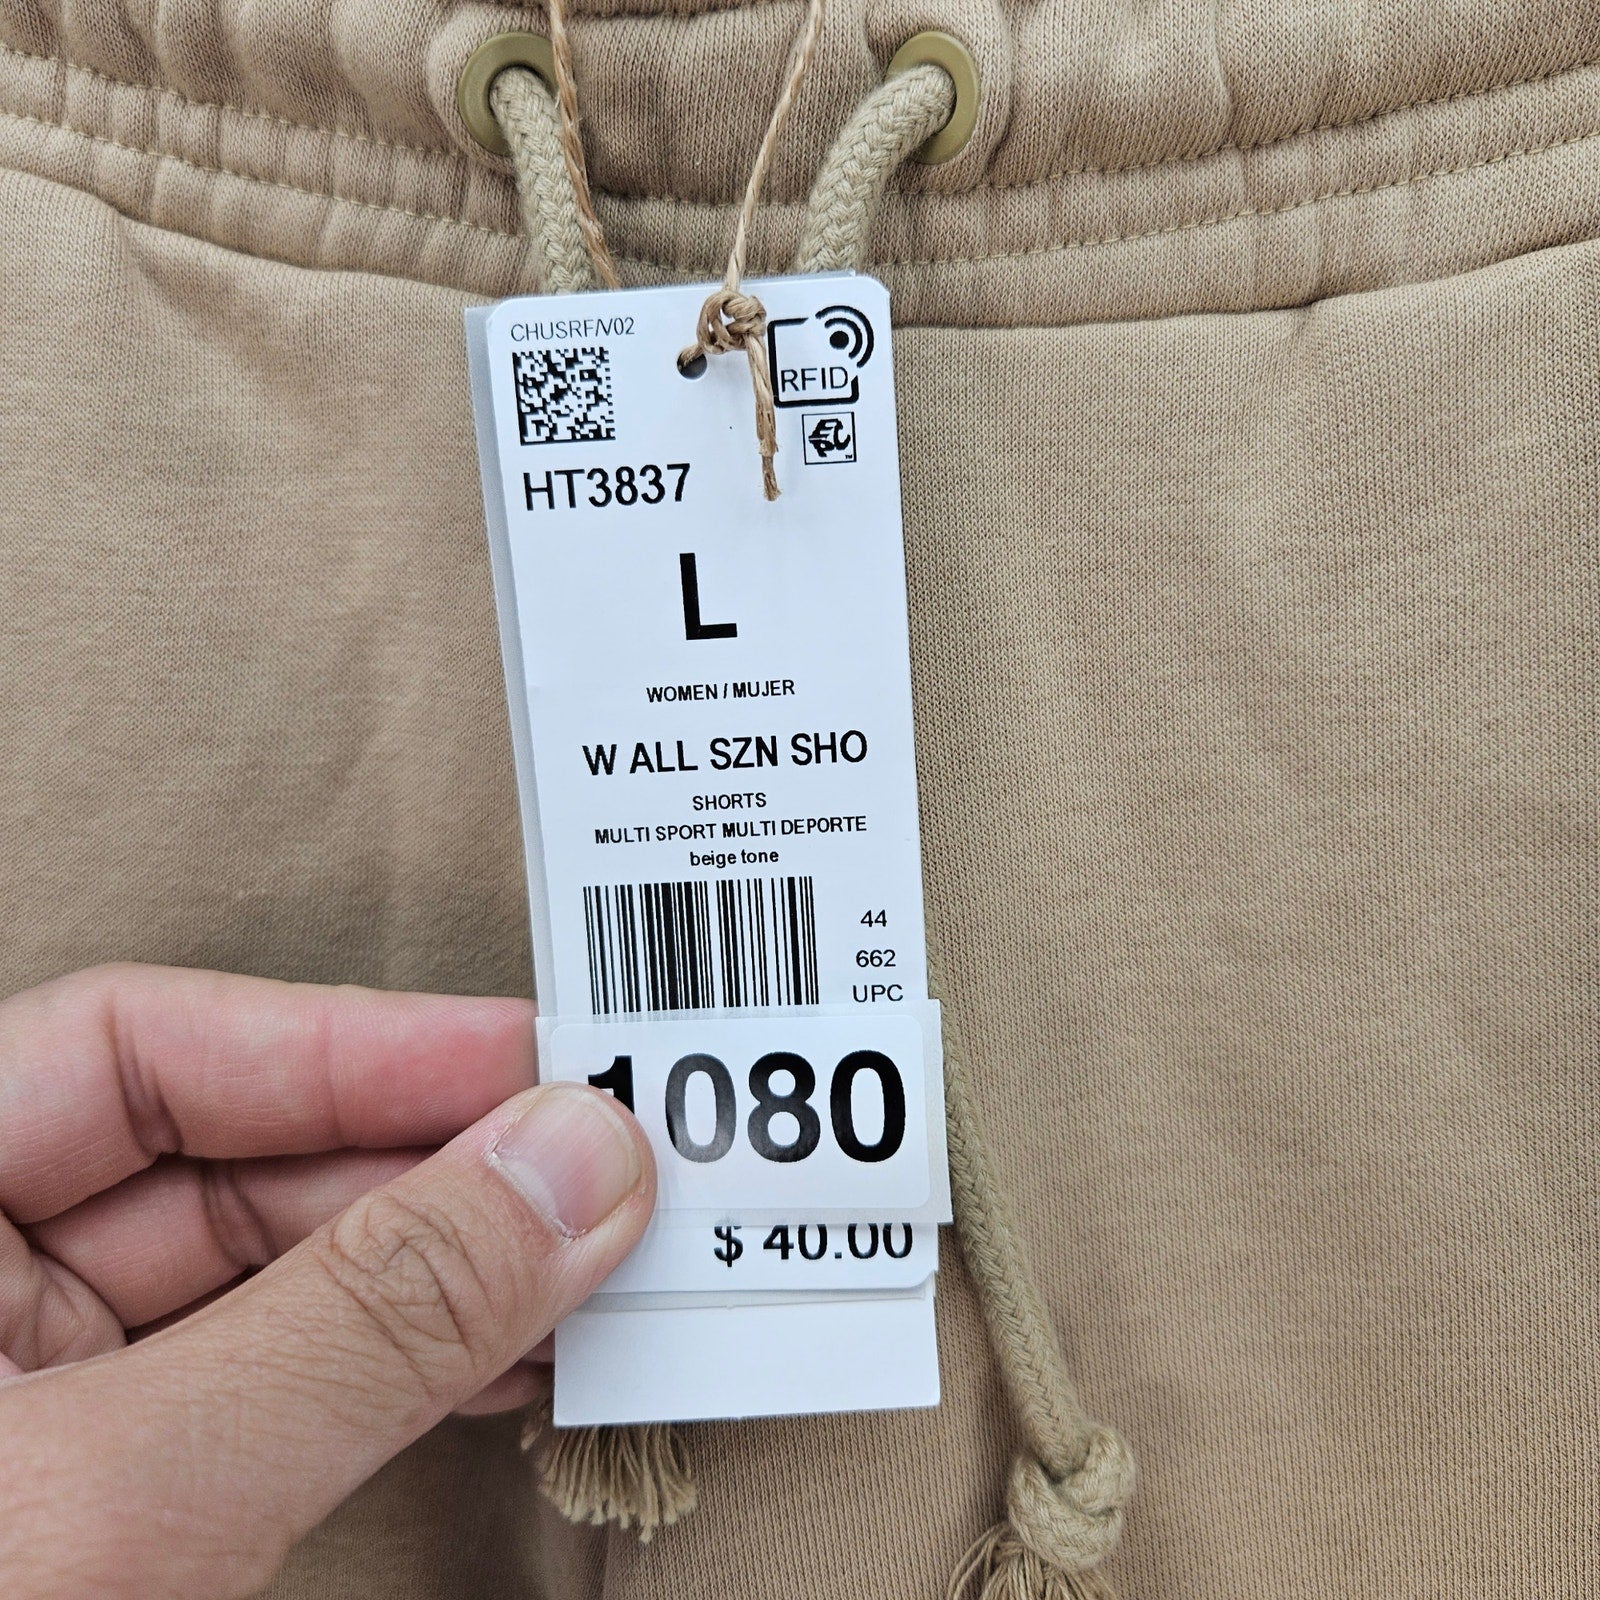 CHUSRF/V02
RFID
HT3837
L
WOMEN / MUJER
W ALL SZN SHO
SHORTS
MULTI SPORT MULTI DEPORTE
beige tone
44
662
UPC
1080
$ 40.00